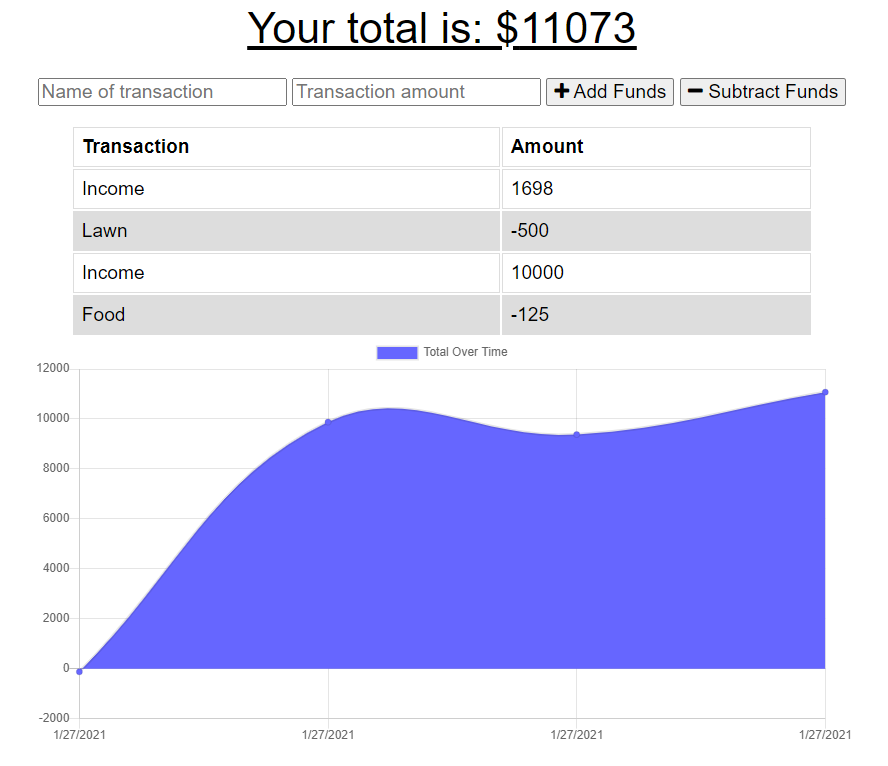 Your total is: $11073
Name of transaction Transaction amount Add Funds Subtract Funds
Transaction Amount
Income 1698
Lawn -500
Income 10000
Food -125
Total Over Time
12000
10000
8000
6000
4000
2000
0
-2000
1/27/2021 1/27/2021 1/27/2021 1/27/2021